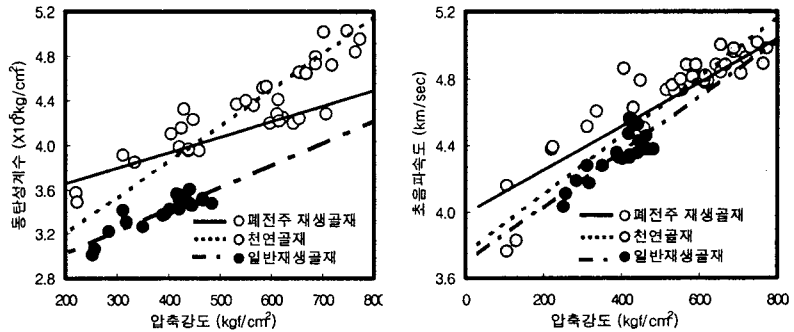 5.2
4.8
4.4
4.0
3.6
3.2
2.8
동탄성계수 (X10⁵kg/cm²)
폐전주 재생골재
천연골재
일반재생골재
200 300 400 500 600 700 800
압축강도 (kgf/cm²)
5.2
4.8
4.4
4.0
3.6
초음파속도 (km/sec)
폐전주 재생골재
천연골재
일반재생골재
0 200 400 600 800
압축강도 (kgf/cm²)